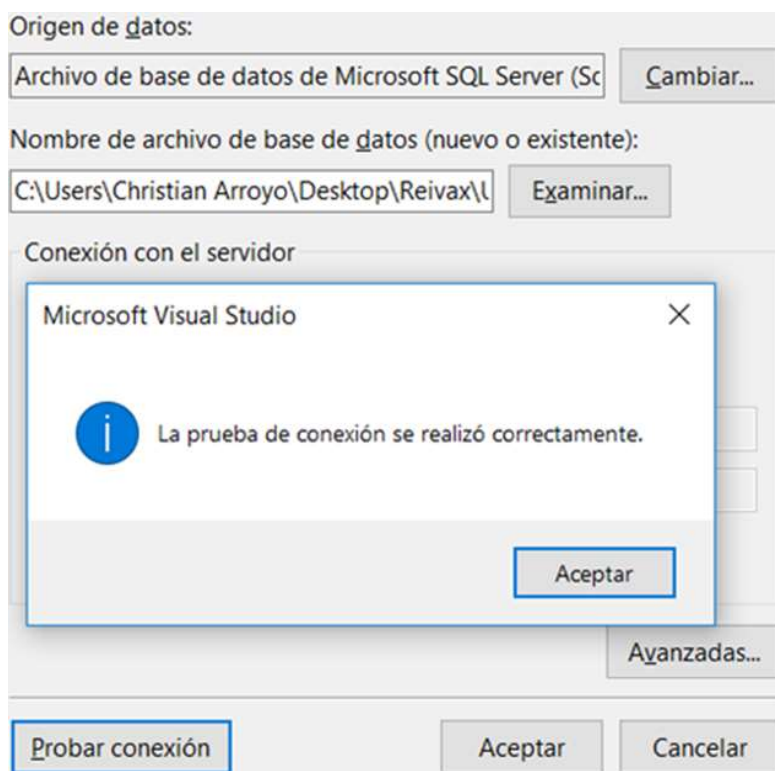 Origen de datos:
Archivo de base de datos de Microsoft SQL Server (Sc
Cambiar...
Nombre de archivo de base de datos (nuevo o existente):
C:\Users\Christian Arroyo\Desktop\Reivax\
Examinar...
Conexión con el servidor
Microsoft Visual Studio
La prueba de conexión se realizó correctamente.
Aceptar
Avanzadas...
Probar conexión
Aceptar
Cancelar